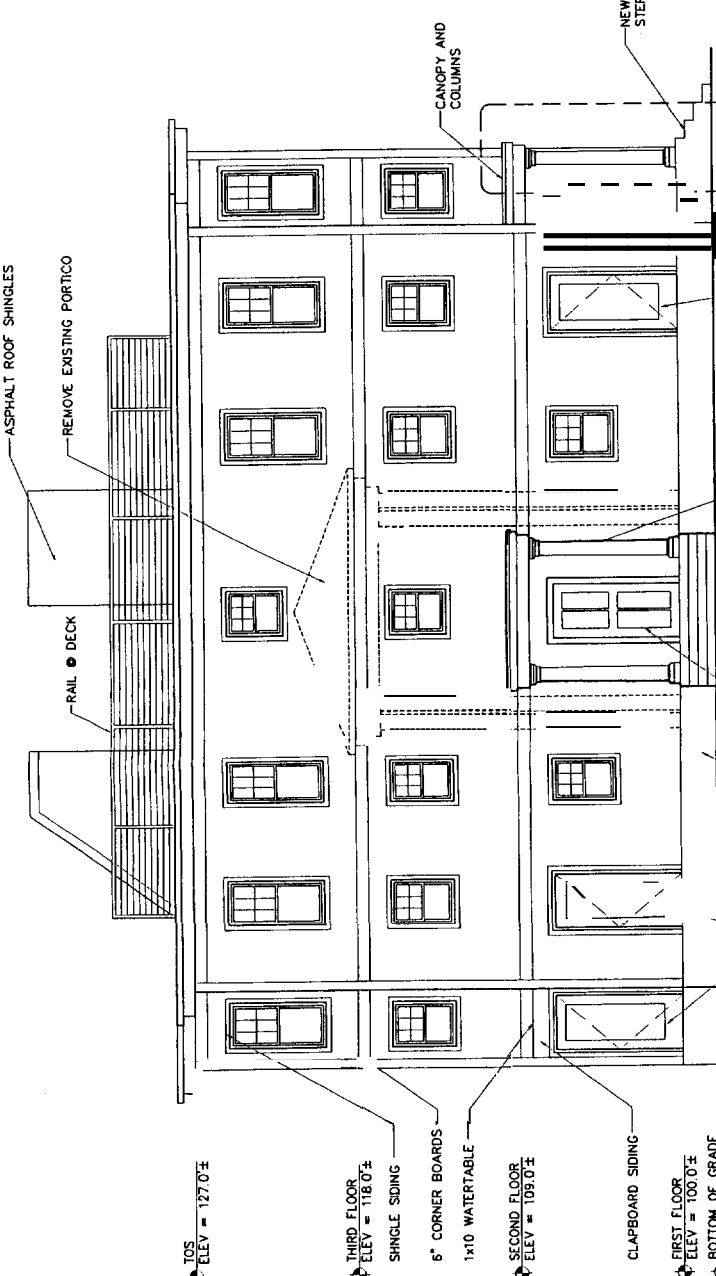 ASPHALT ROOF SHINGLES
REMOVE EXISTING PORTICO
RAIL @ DECK
CANOPY AND
COLUMNS
NEW
TOS
ELEV = 127.0'±
THIRD FLOOR
ELEV = 118.0'±
SHNGLE SIDING
6" CORNER BOARDS
1x10 WATERTABLE
SECOND FLOOR
ELEV = 109.0'±
CLAPBOARD SIDING
FIRST FLOOR
ELEV = 100.0'±
BOTTOM OF GRADE